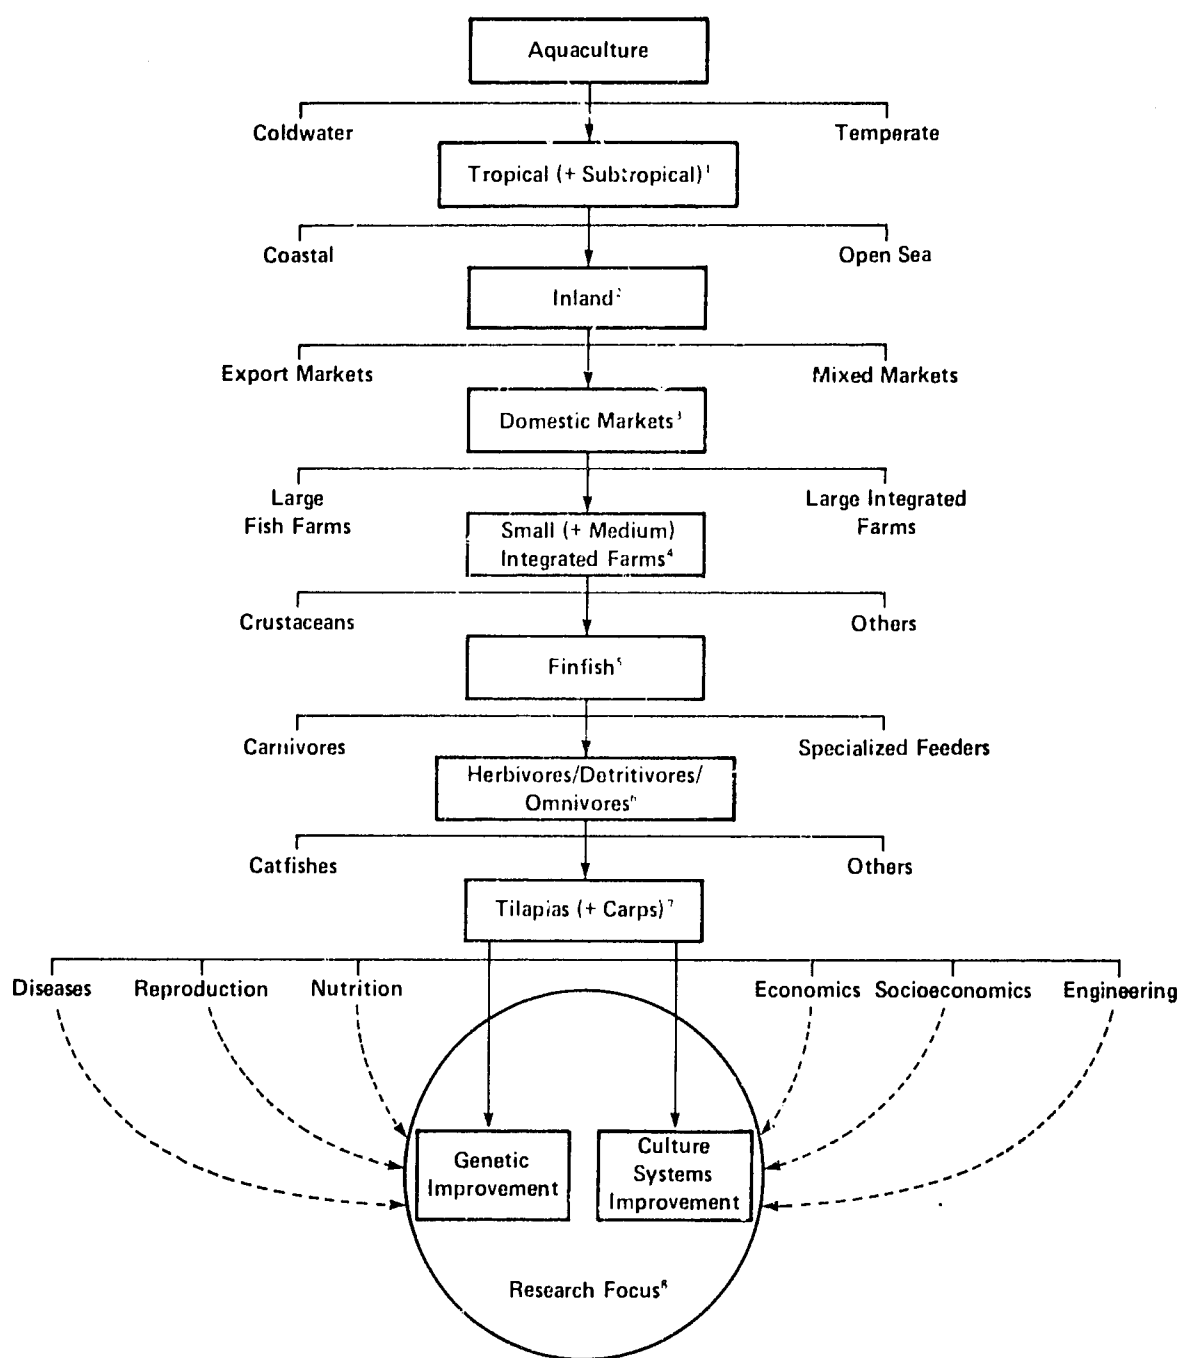 Aquaculture
Coldwater
Temperate
Tropical (+ Subtropical)¹
Coastal
Open Sea
Inland²
Export Markets
Mixed Markets
Domestic Markets³
Large
Fish Farms
Large Integrated
Farms
Small (+ Medium)
Integrated Farms⁴
Crustaceans
Others
Finfish⁵
Carnivores
Specialized Feeders
Herbivores/Detritivores/
Omnivores⁶
Catfishes
Others
Tilapias (+ Carps)⁷
Diseases
Reproduction
Nutrition
Economics
Socioeconomics
Engineering
Genetic
Improvement
Culture
Systems
Improvement
Research Focus⁸